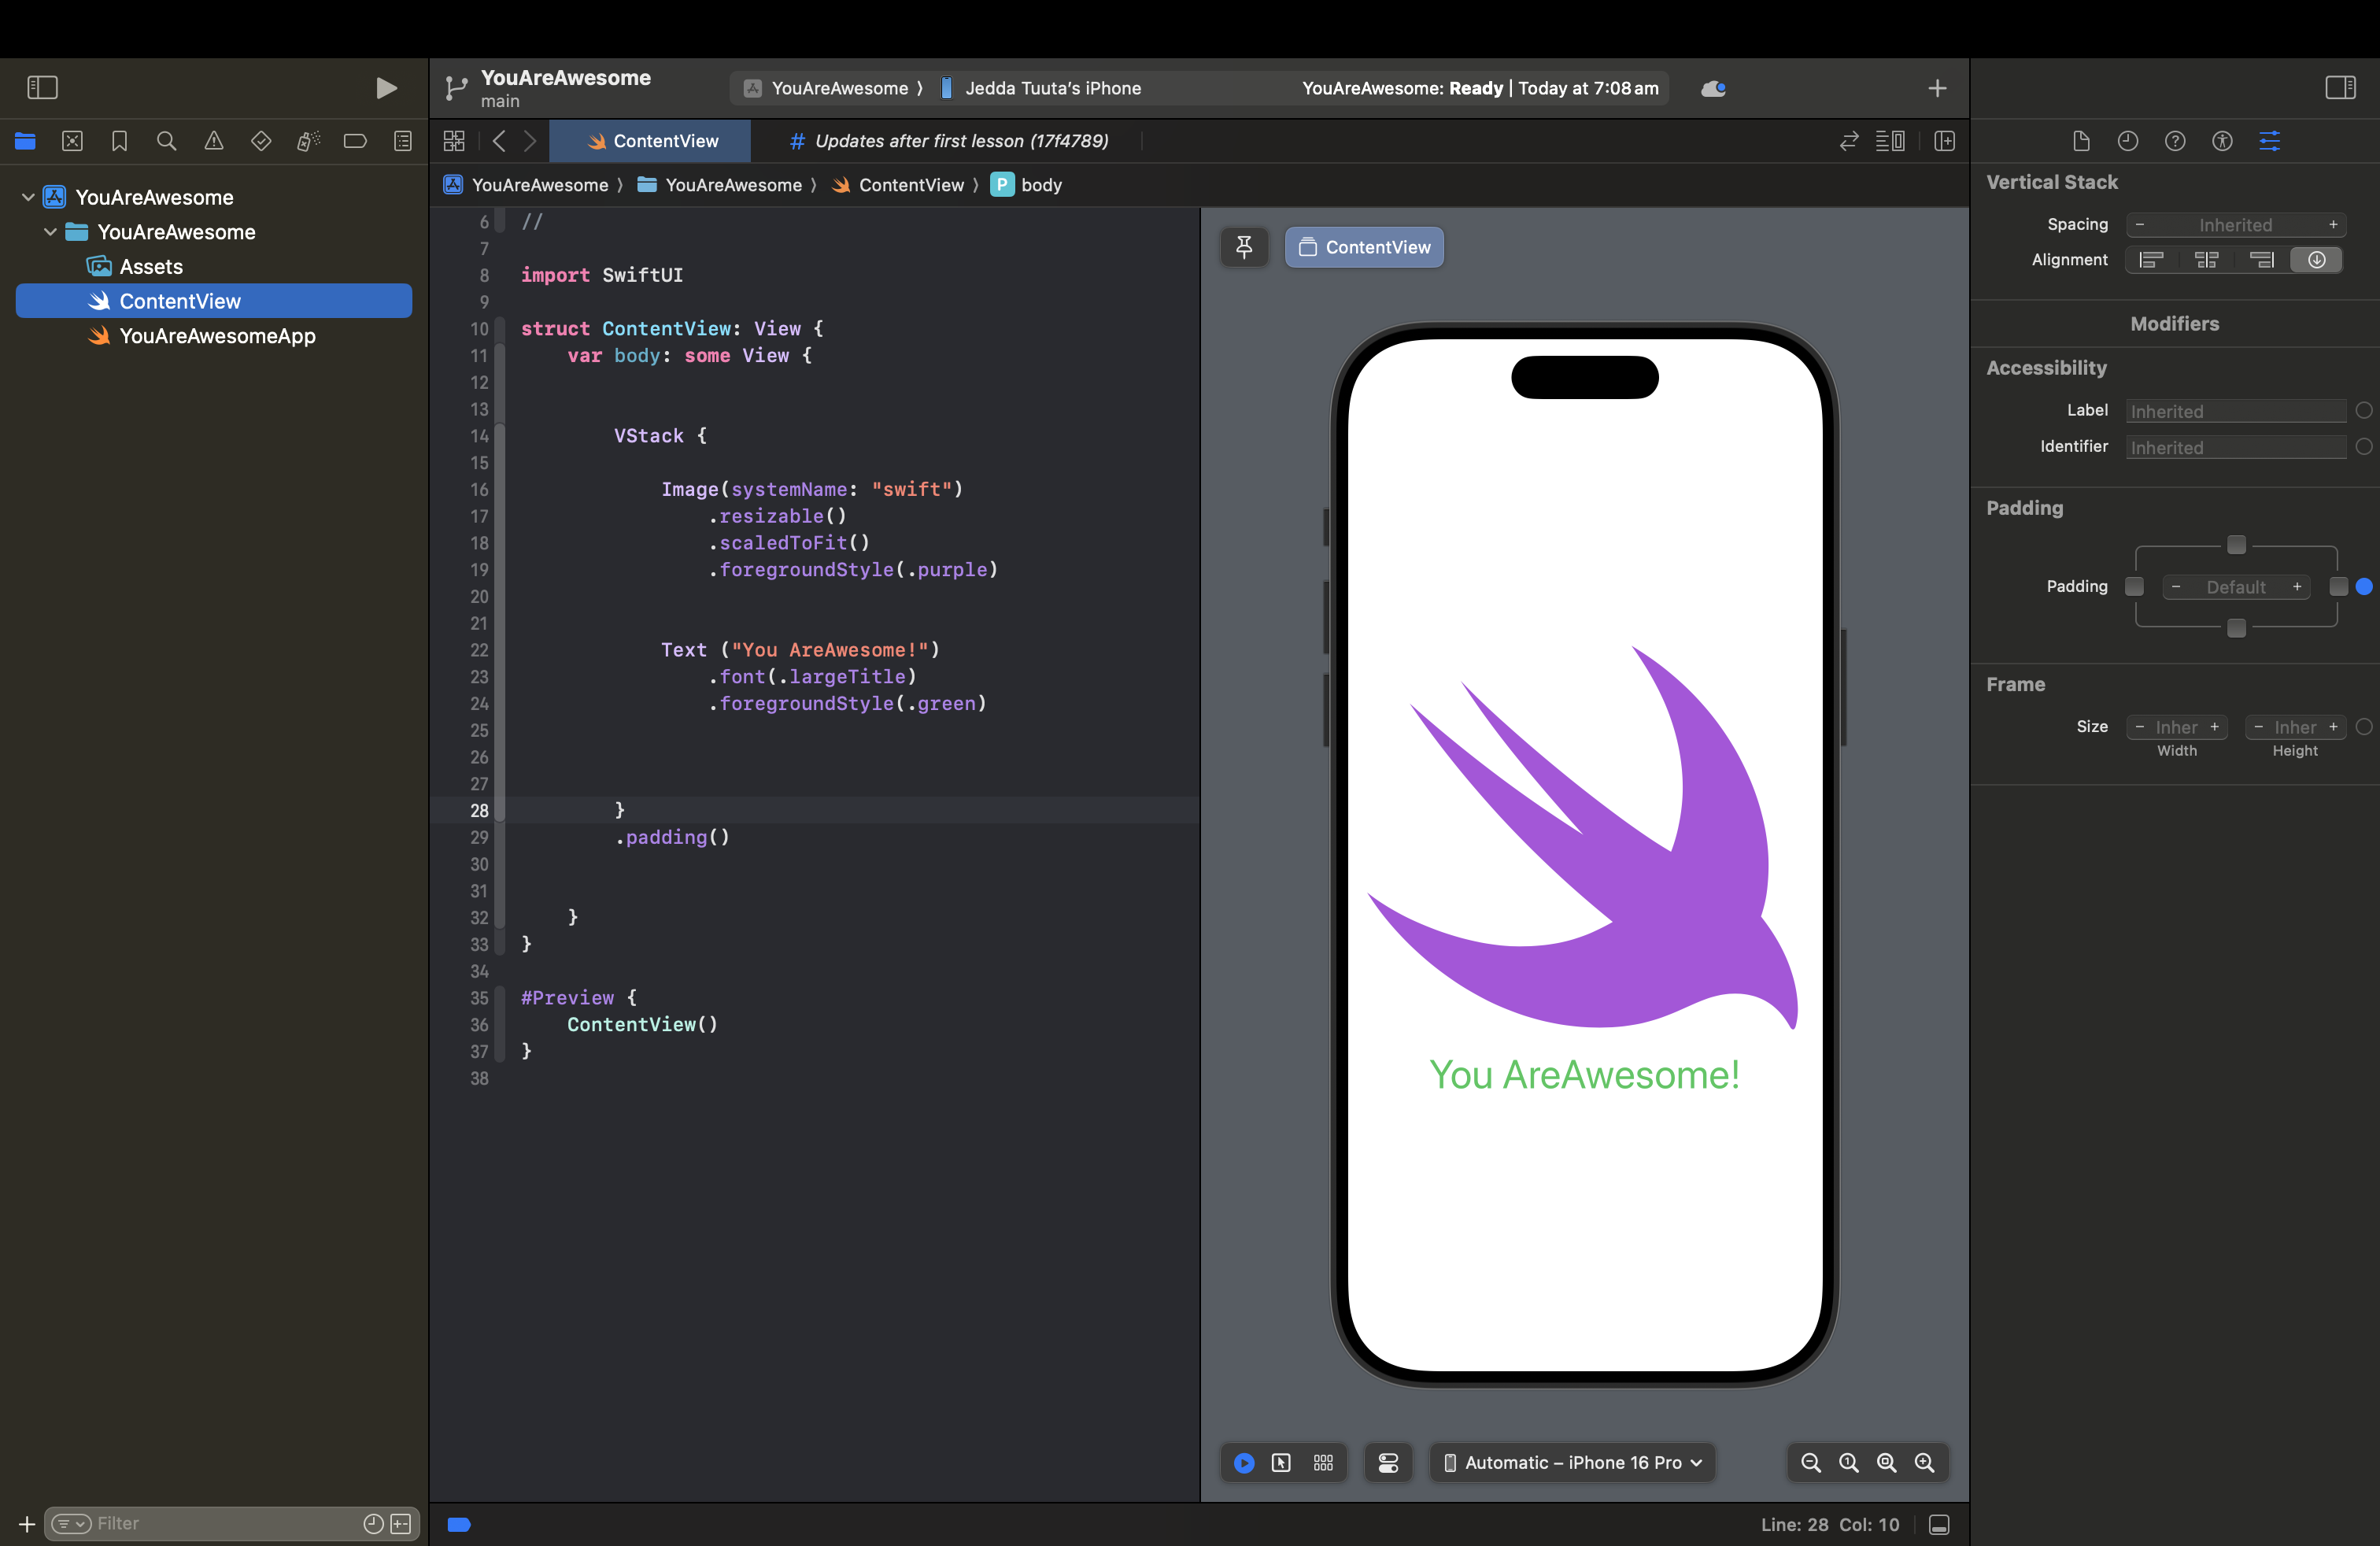 YouAreAwesome
main
YouAreAwesome 〉 Jedda Tuuta's iPhone
YouAreAwesome: Ready | Today at 7:08 am
ContentView
# Updates after first lesson (17f4789)
YouAreAwesome 〉 YouAreAwesome 〉 ContentView 〉 P body
YouAreAwesome
YouAreAwesome
Assets
ContentView
YouAreAwesomeApp
Filter
6 //
7
8 import SwiftUI
9
10 struct ContentView: View {
11     var body: some View {
12
13
14         VStack {
15
16             Image(systemName: "swift")
17                 .resizable()
18                 .scaledToFit()
19                 .foregroundStyle(.purple)
20
21
22             Text ("You AreAwesome!")
23                 .font(.largeTitle)
24                 .foregroundStyle(.green)
25
26
27
28         }
29         .padding()
30
31
32     }
33 }
34
35 #Preview {
36     ContentView()
37 }
38
ContentView
You AreAwesome!
Automatic – iPhone 16 Pro
Line: 28 Col: 10
Vertical Stack
Spacing − Inherited +
Alignment
Modifiers
Accessibility
Label Inherited
Identifier Inherited
Padding
Padding − Default +
Frame
Size − Inher + − Inher +
Width Height